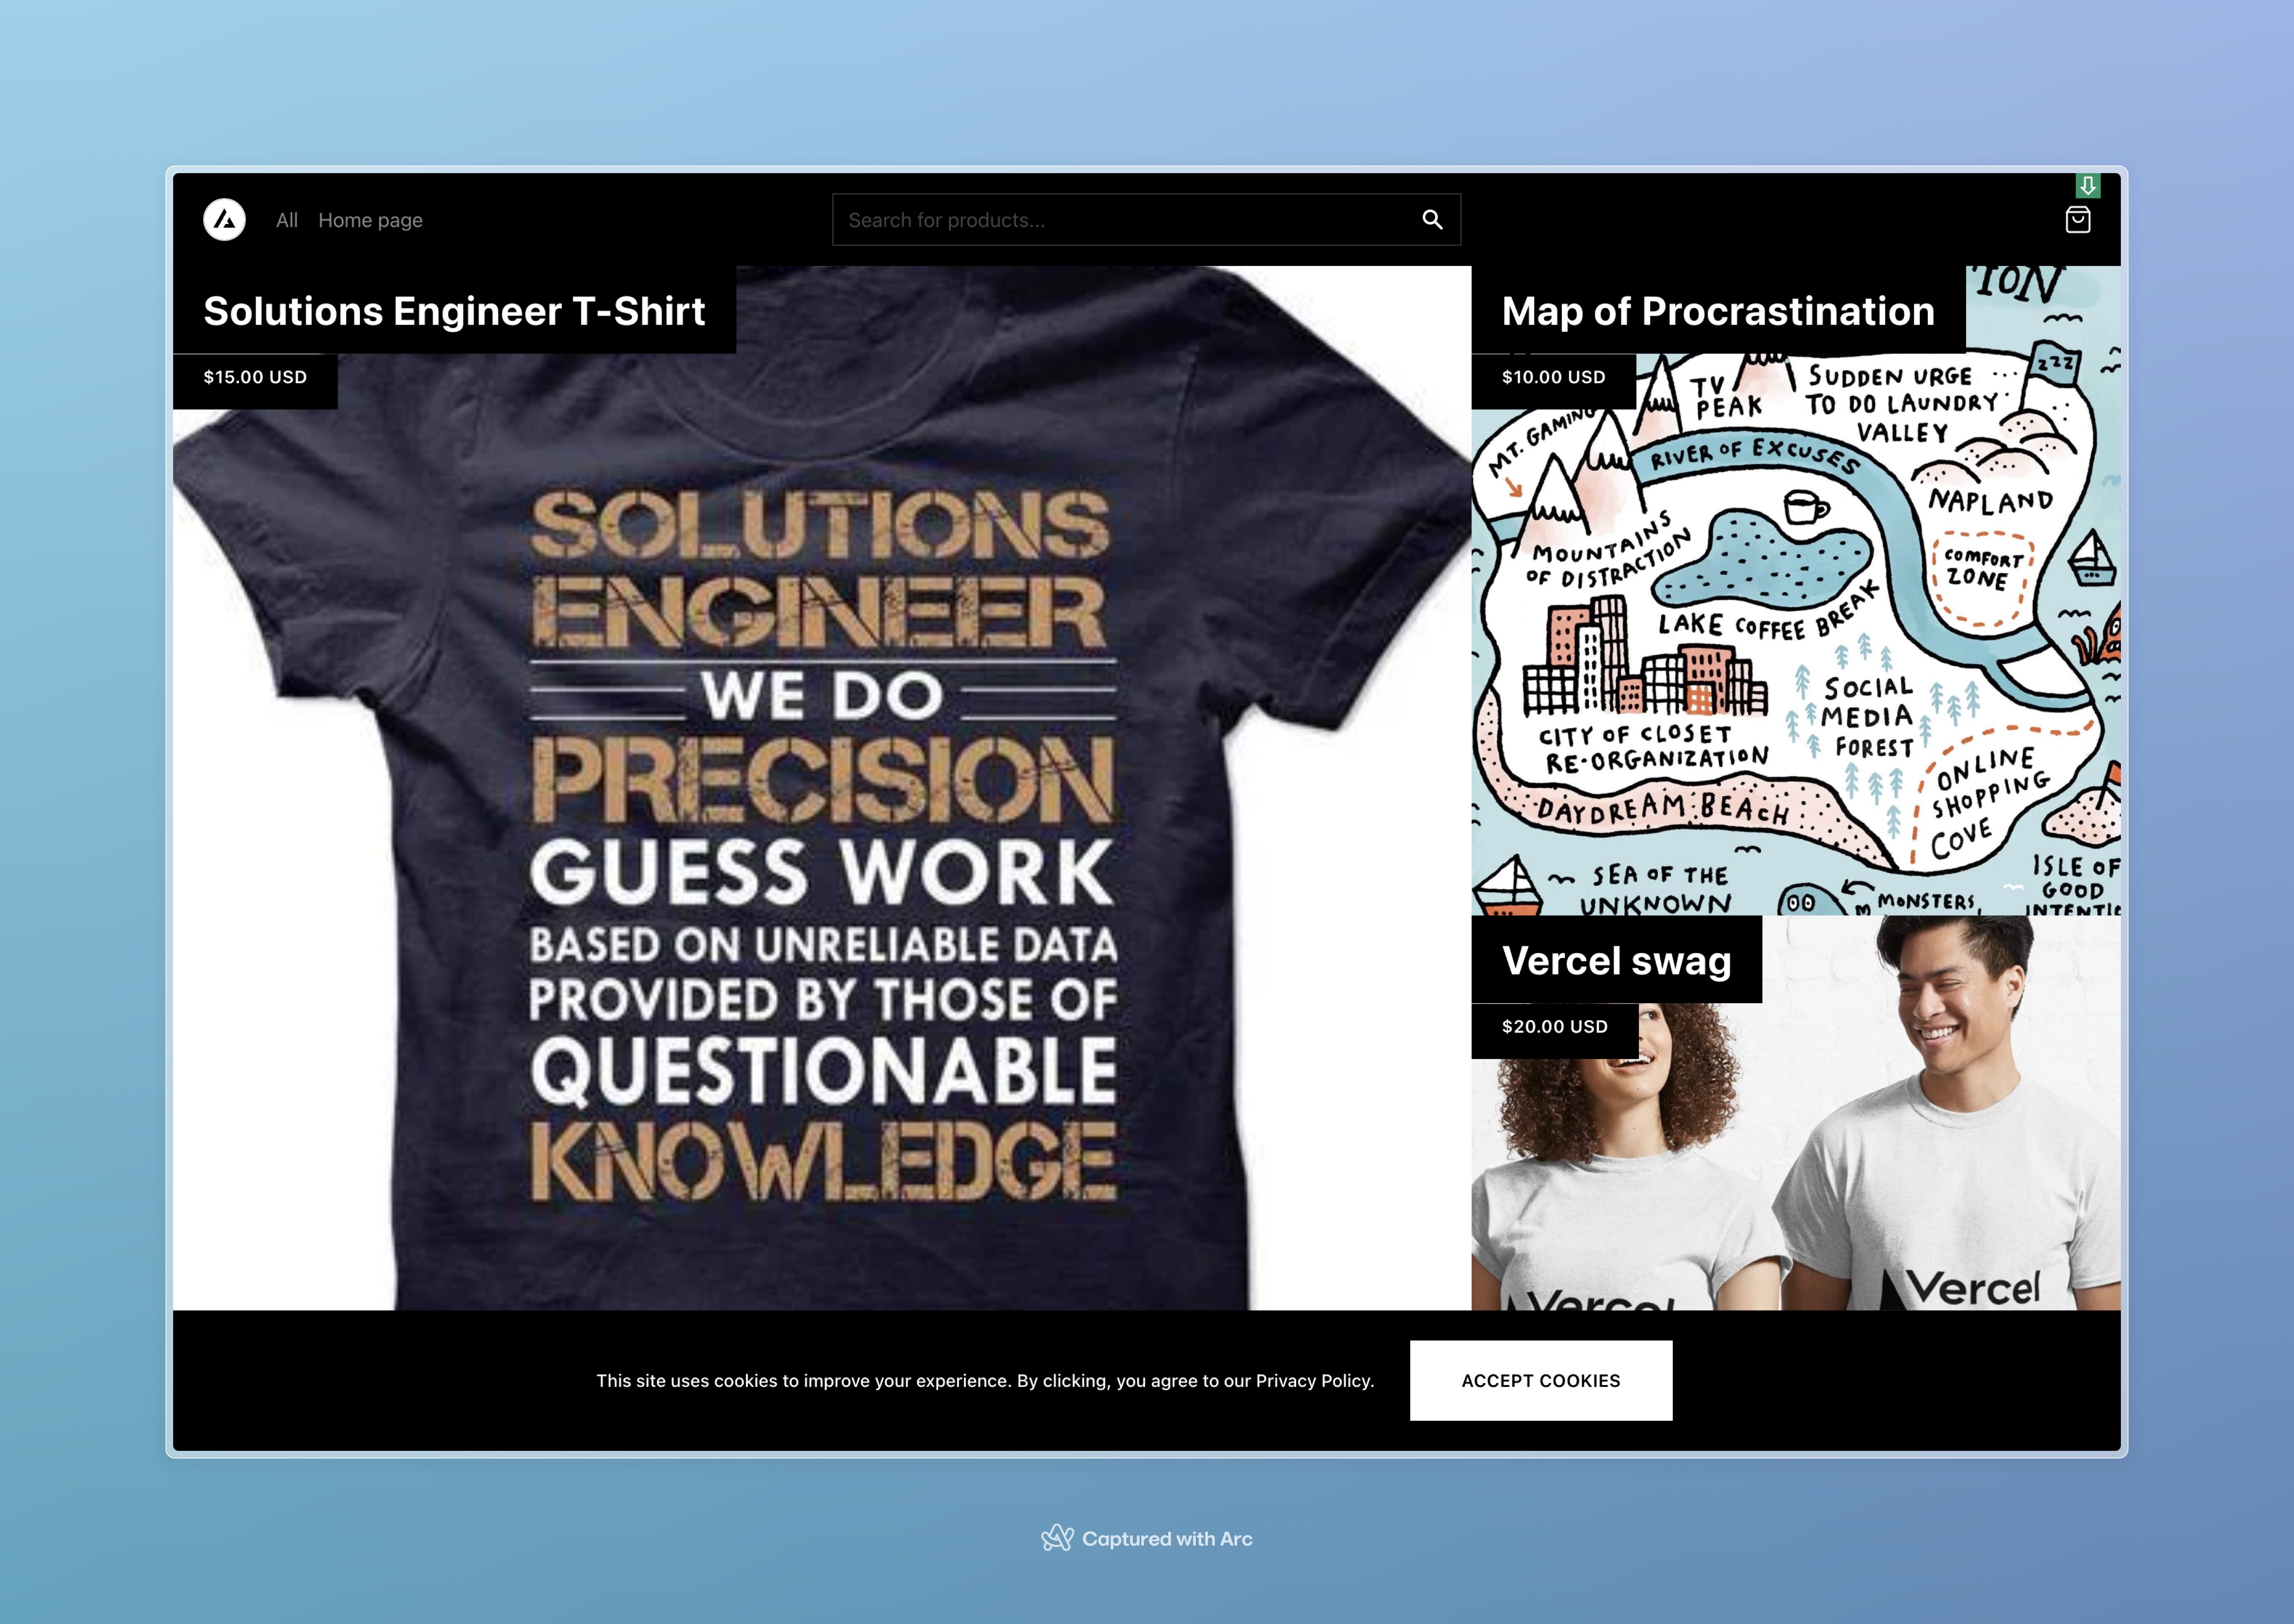 All
Home page
Search for products...
Solutions Engineer T-Shirt
$15.00 USD
SOLUTIONS
ENGINEER
WE DO
PRECISION
GUESS WORK
BASED ON UNRELIABLE DATA
PROVIDED BY THOSE OF
QUESTIONABLE
KNOWLEDGE
Map of Procrastination
$10.00 USD
MT. GAMING
TV
PEAK
SUDDEN URGE
TO DO LAUNDRY
VALLEY
ZZZ
RIVER OF EXCUSES
NAPLAND
MOUNTAINS
OF DISTRACTION
COMFORT
ZONE
LAKE COFFEE BREAK
SOCIAL
MEDIA
FOREST
CITY OF CLOSET
RE-ORGANIZATION
ONLINE
SHOPPING
COVE
DAYDREAM BEACH
SEA OF THE
UNKNOWN
MONSTERS,
ISLE OF
GOOD
Vercel swag
$20.00 USD
Vercel
Vercel
This site uses cookies to improve your experience. By clicking, you agree to our Privacy Policy.
ACCEPT COOKIES
Captured with Arc